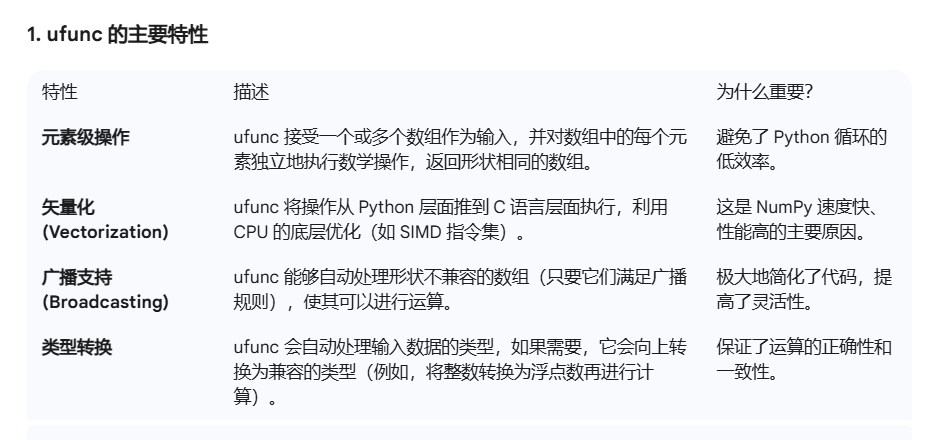 1. ufunc 的主要特性
特性 描述 为什么重要?
元素级操作 ufunc 接受一个或多个数组作为输入，并对数组中的每个元 避免了 Python 循环的
素独立地执行数学操作，返回形状相同的数组。 低效率。
矢量化 ufunc 将操作从 Python 层面推到 C 语言层面执行，利用 这是 NumPy 速度快、
(Vectorization) CPU 的底层优化（如 SIMD 指令集）。 性能高的主要原因。
广播支持 ufunc 能够自动处理形状不兼容的数组（只要它们满足广播 极大地简化了代码，提
(Broadcasting) 规则），使其可以进行运算。 高了灵活性。
类型转换 ufunc 会自动处理输入数据的类型，如果需要，它会向上转 保证了运算的正确性和
换为兼容的类型（例如，将整数转换为浮点数再进行计 一致性。
算）。